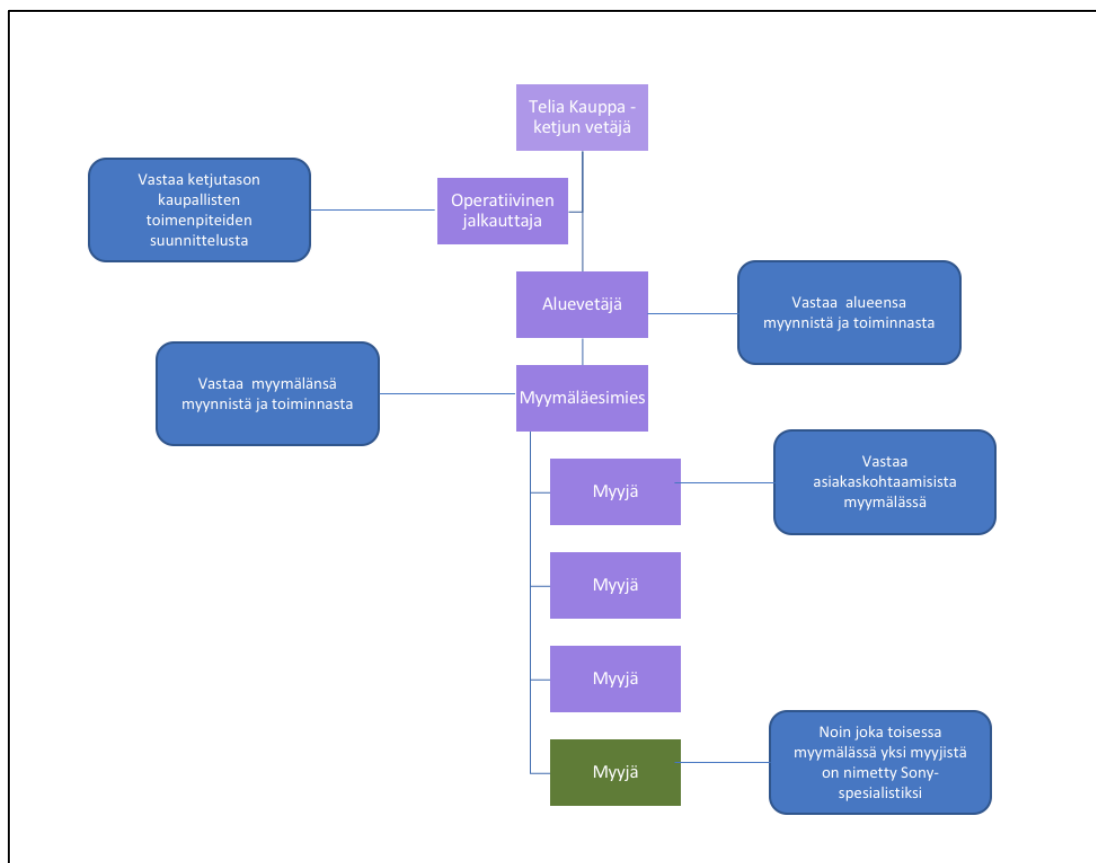 Telia Kauppa -
ketjun vetäjä
Vastaa ketjutason
kaupallisten
toimenpiteiden
suunnittelusta
Operatiivinen
jalkauttaja
Aluevetäjä
Vastaa  alueensa
myynnistä ja toiminnasta
Vastaa  myymälänsä
myynnistä ja toiminnasta
Myymäläesimies
Myyjä
Vastaa
asiakaskohtaamisista
myymälässä
Myyjä
Myyjä
Myyjä
Noin joka toisessa
myymälässä yksi myyjistä
on nimetty Sony-
spesialistiksi